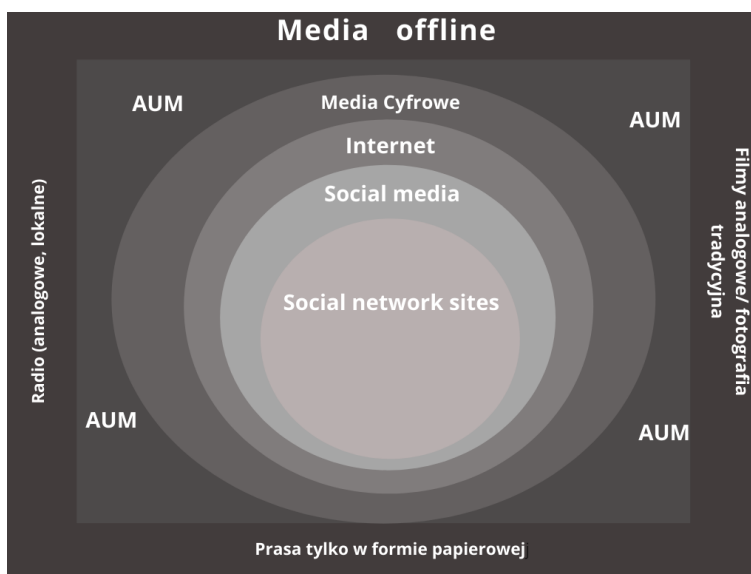 Media offline
AUM
Media Cyfrowe
AUM
Internet
Social media
Radio (analogowe, lokalne)
Filmy analogowe/ fotografia
tradycyjna
Social network sites
AUM
AUM
Prasa tylko w formie papierowej